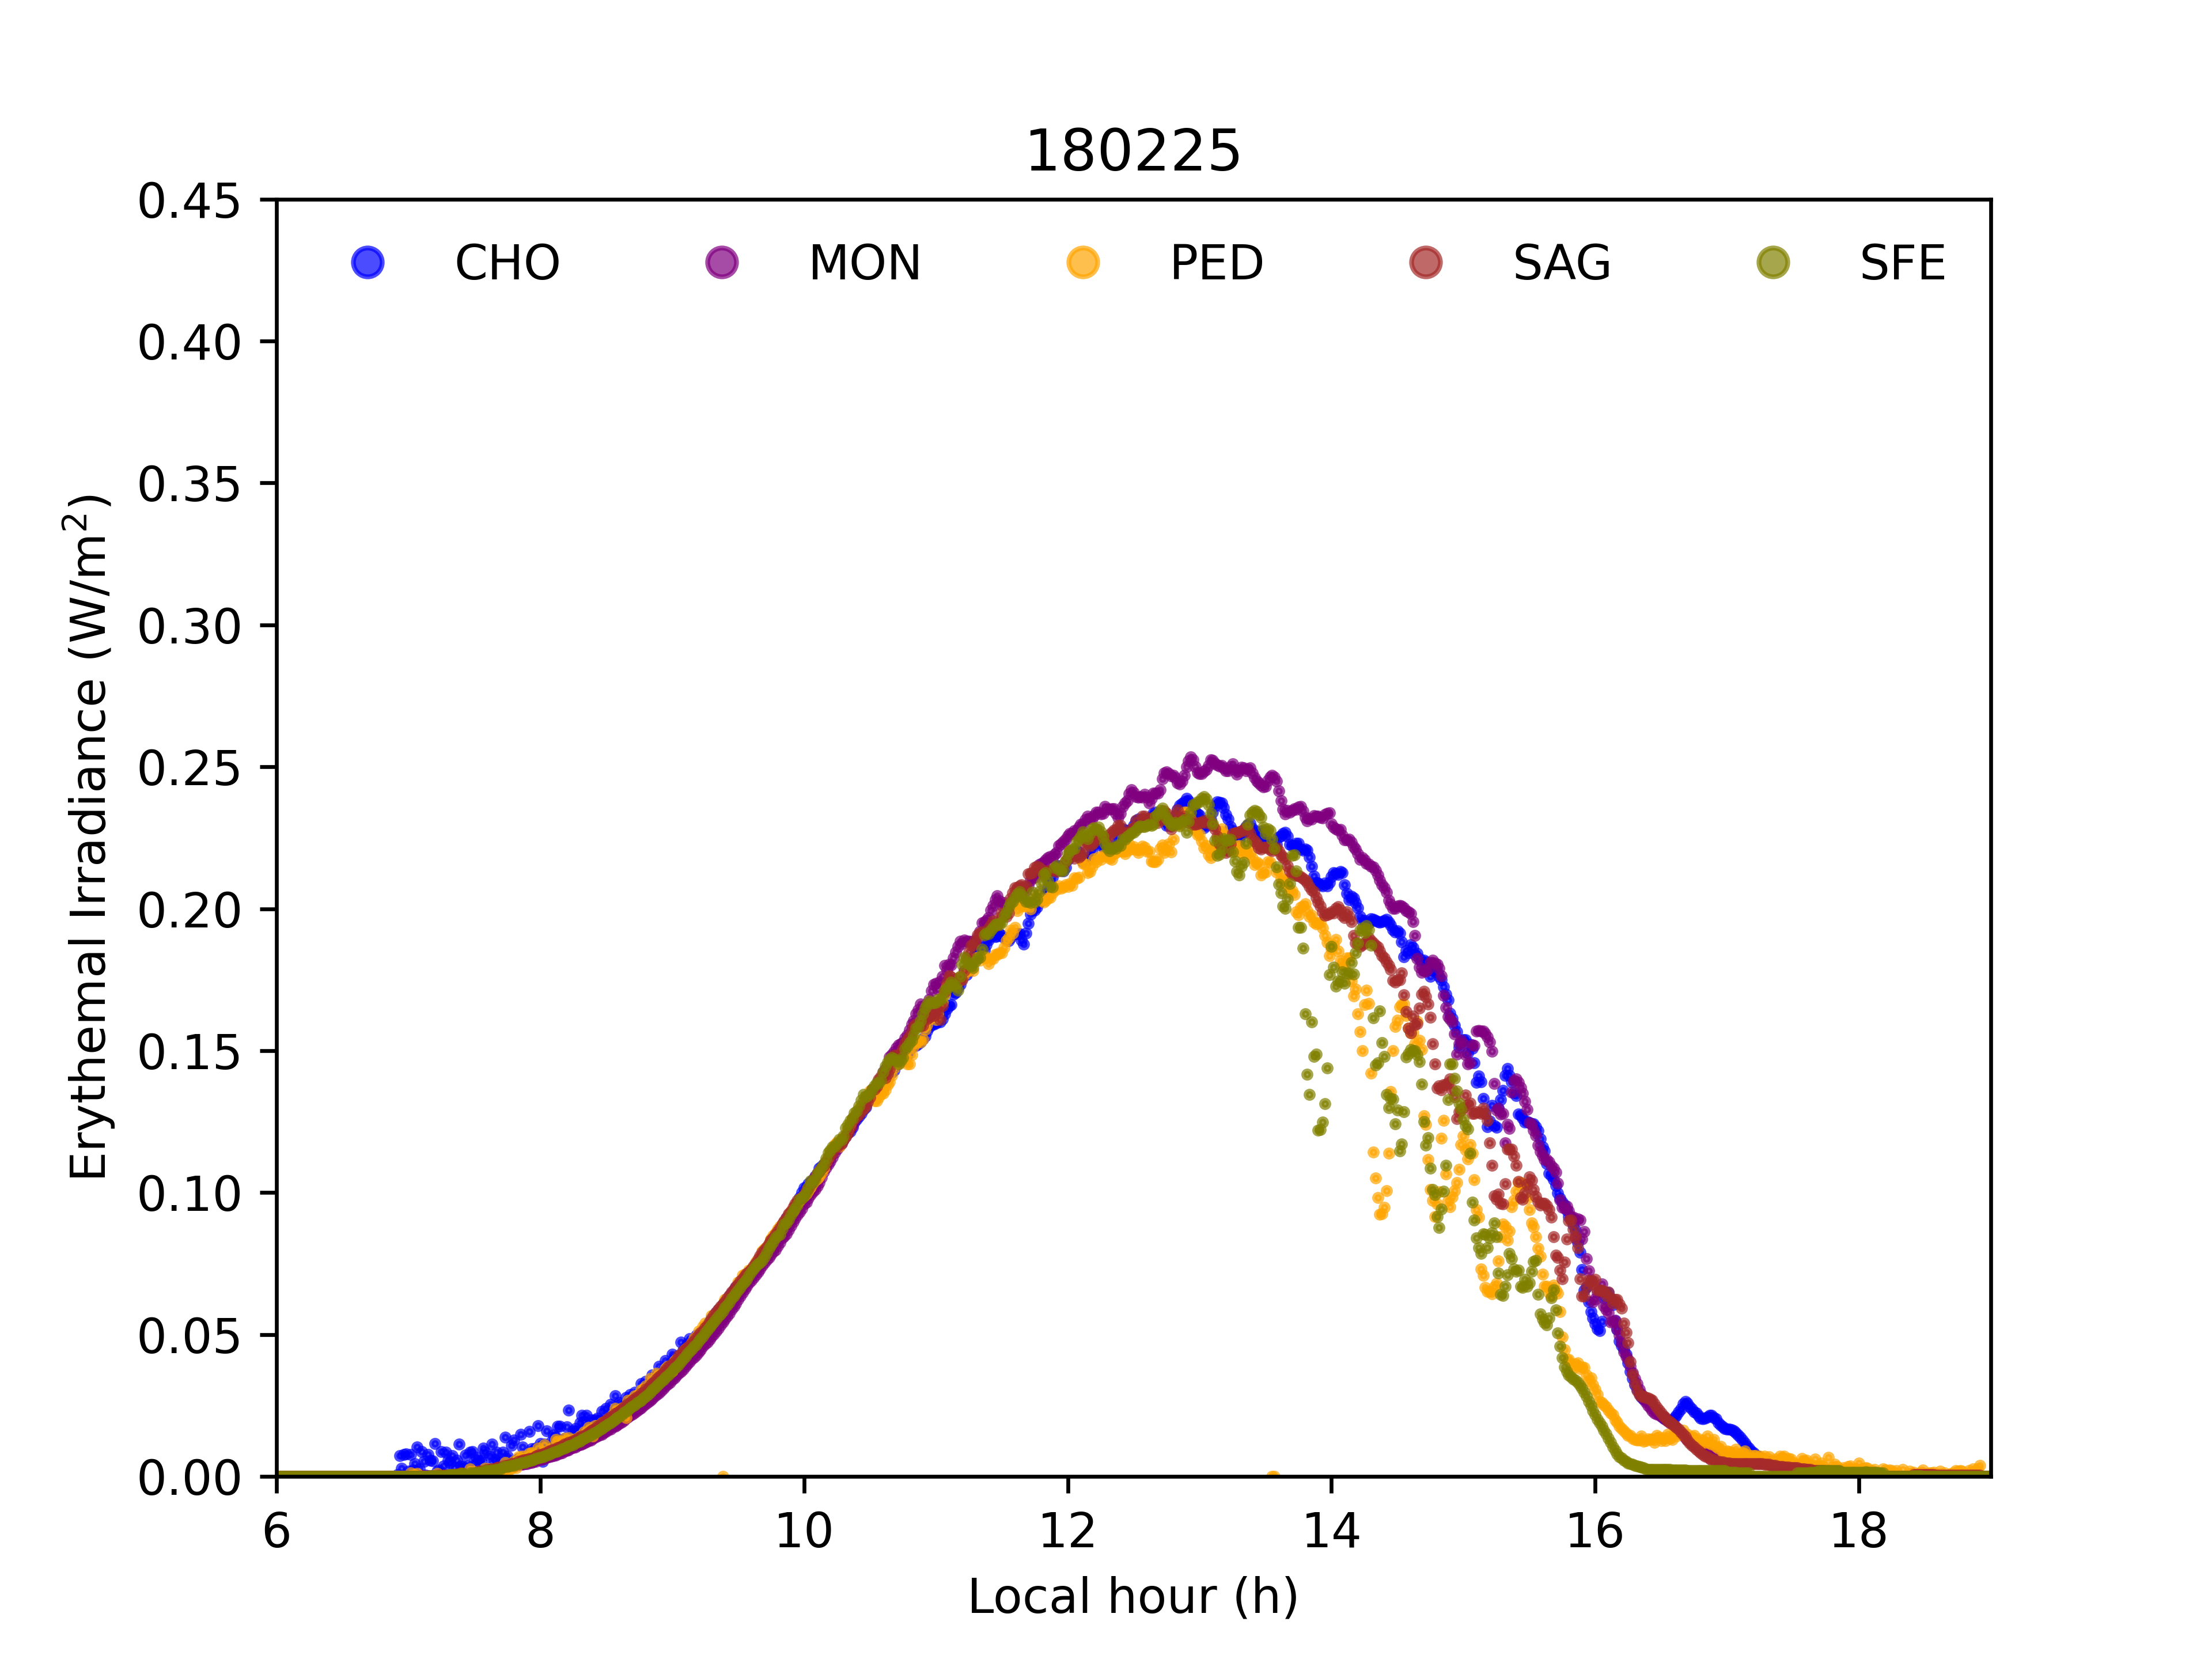 180225
CHO MON PED SAG SFE
0.45
0.40
0.35
0.30
0.25
0.20
0.15
0.10
0.05
0.00
Erythemal Irradiance (W/m²)
6 8 10 12 14 16 18
Local hour (h)